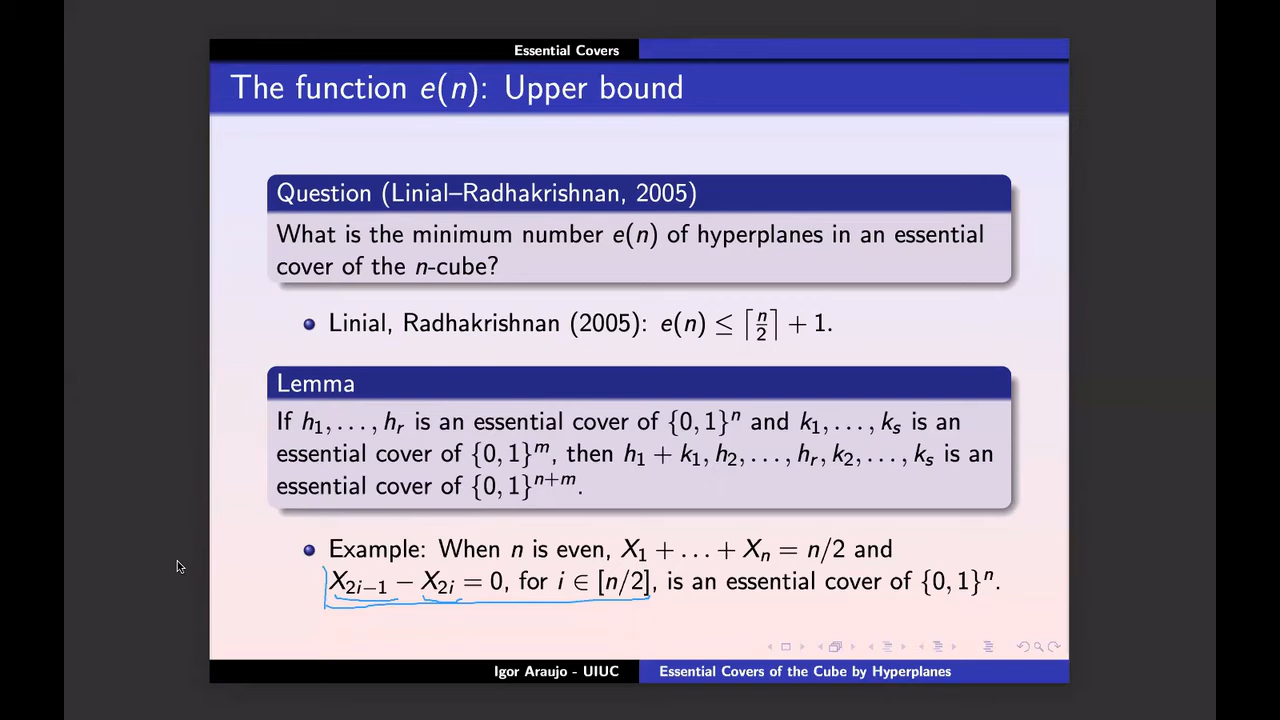 Essential Covers
The function e(n): Upper bound
Question (Linial–Radhakrishnan, 2005)
What is the minimum number e(n) of hyperplanes in an essential
cover of the n-cube?
Linial, Radhakrishnan (2005): e(n) ≤ ⌈n/2⌉ + 1.
Lemma
If h₁, . . . , hᵣ is an essential cover of {0, 1}ⁿ and k₁, . . . , kₛ is an
essential cover of {0, 1}ᵐ, then h₁ + k₁, h₂, . . . , hᵣ, k₂, . . . , kₛ is an
essential cover of {0, 1}ⁿ⁺ᵐ.
Example: When n is even, X₁ + . . . + Xₙ = n/2 and
X₂ᵢ₋₁ − X₂ᵢ = 0, for i ∈ [n/2], is an essential cover of {0, 1}ⁿ.
Igor Araujo - UIUC
Essential Covers of the Cube by Hyperplanes